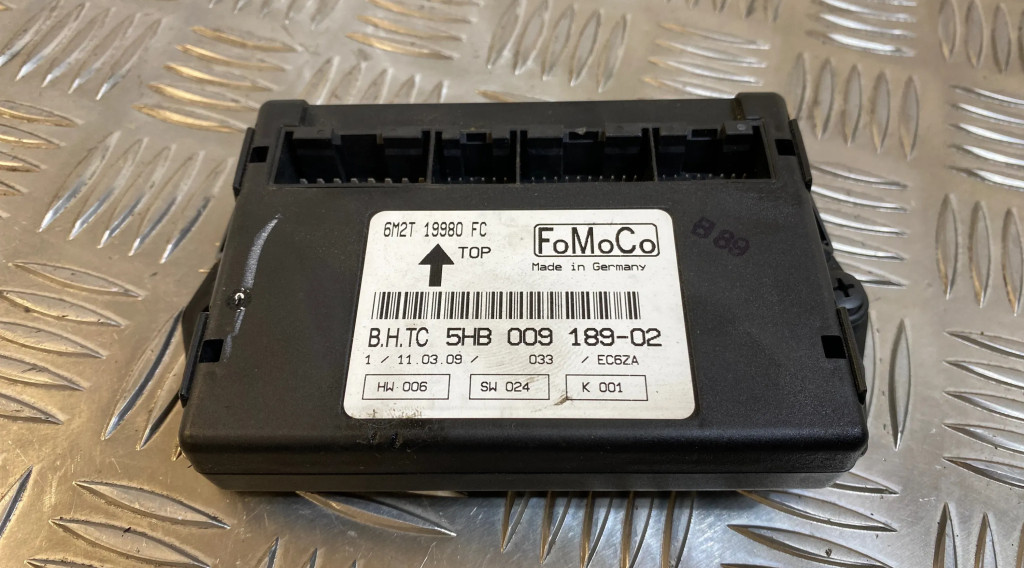 6M2T 19980 FC
TOP
FoMoCo
Made in Germany
B.H.TC 5HB 009 189-02
1 / 11.03.09 / 033 / EC6ZA
HW 006 SW 024 K 001
B89